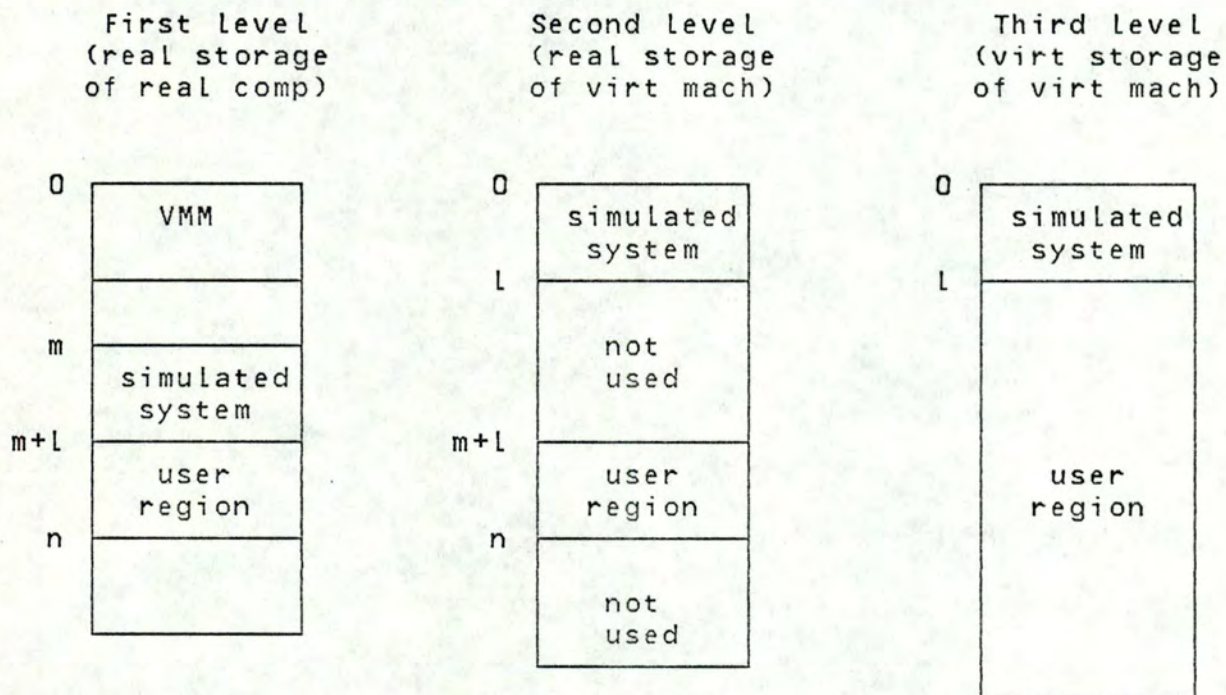 First level
(real storage
of real comp)
0
VMM
m
simulated
system
m+l
user
region
n
Second level
(real storage
of virt mach)
0
simulated
system
l
not
used
m+l
user
region
n
not
used
Third level
(virt storage
of virt mach)
0
simulated
system
l
user
region